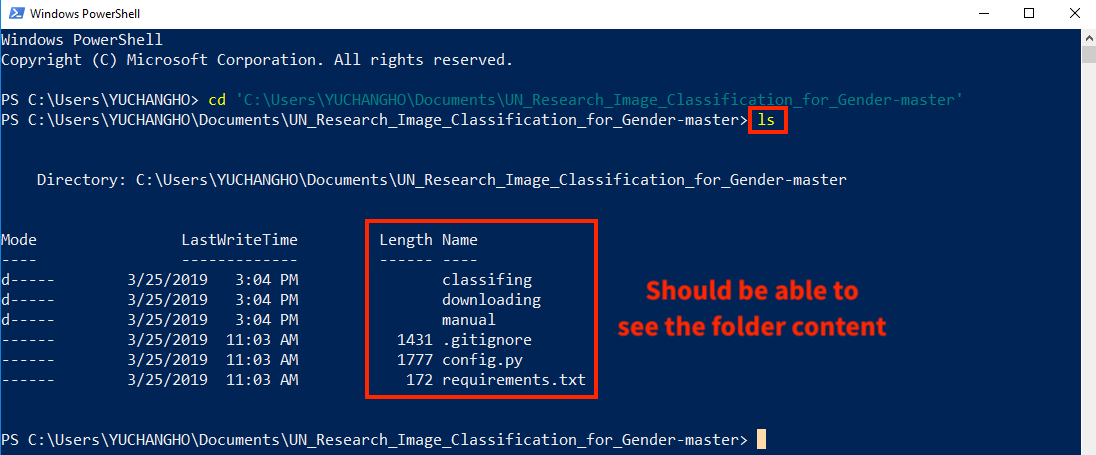 Windows PowerShell
Windows PowerShell
Copyright (C) Microsoft Corporation. All rights reserved.
PS C:\Users\YUCHANGHO> cd 'C:\Users\YUCHANGHO\Documents\UN_Research_Image_Classification_for_Gender-master'
PS C:\Users\YUCHANGHO\Documents\UN_Research_Image_Classification_for_Gender-master> ls
Directory: C:\Users\YUCHANGHO\Documents\UN_Research_Image_Classification_for_Gender-master
Mode LastWriteTime Length Name
---- ------------- ------ ----
d----- 3/25/2019 3:04 PM classifing
d----- 3/25/2019 3:04 PM downloading
d----- 3/25/2019 3:04 PM manual
------ 3/25/2019 11:03 AM 1431 .gitignore
------ 3/25/2019 11:03 AM 1777 config.py
------ 3/25/2019 11:03 AM 172 requirements.txt
Should be able to
see the folder content
PS C:\Users\YUCHANGHO\Documents\UN_Research_Image_Classification_for_Gender-master>